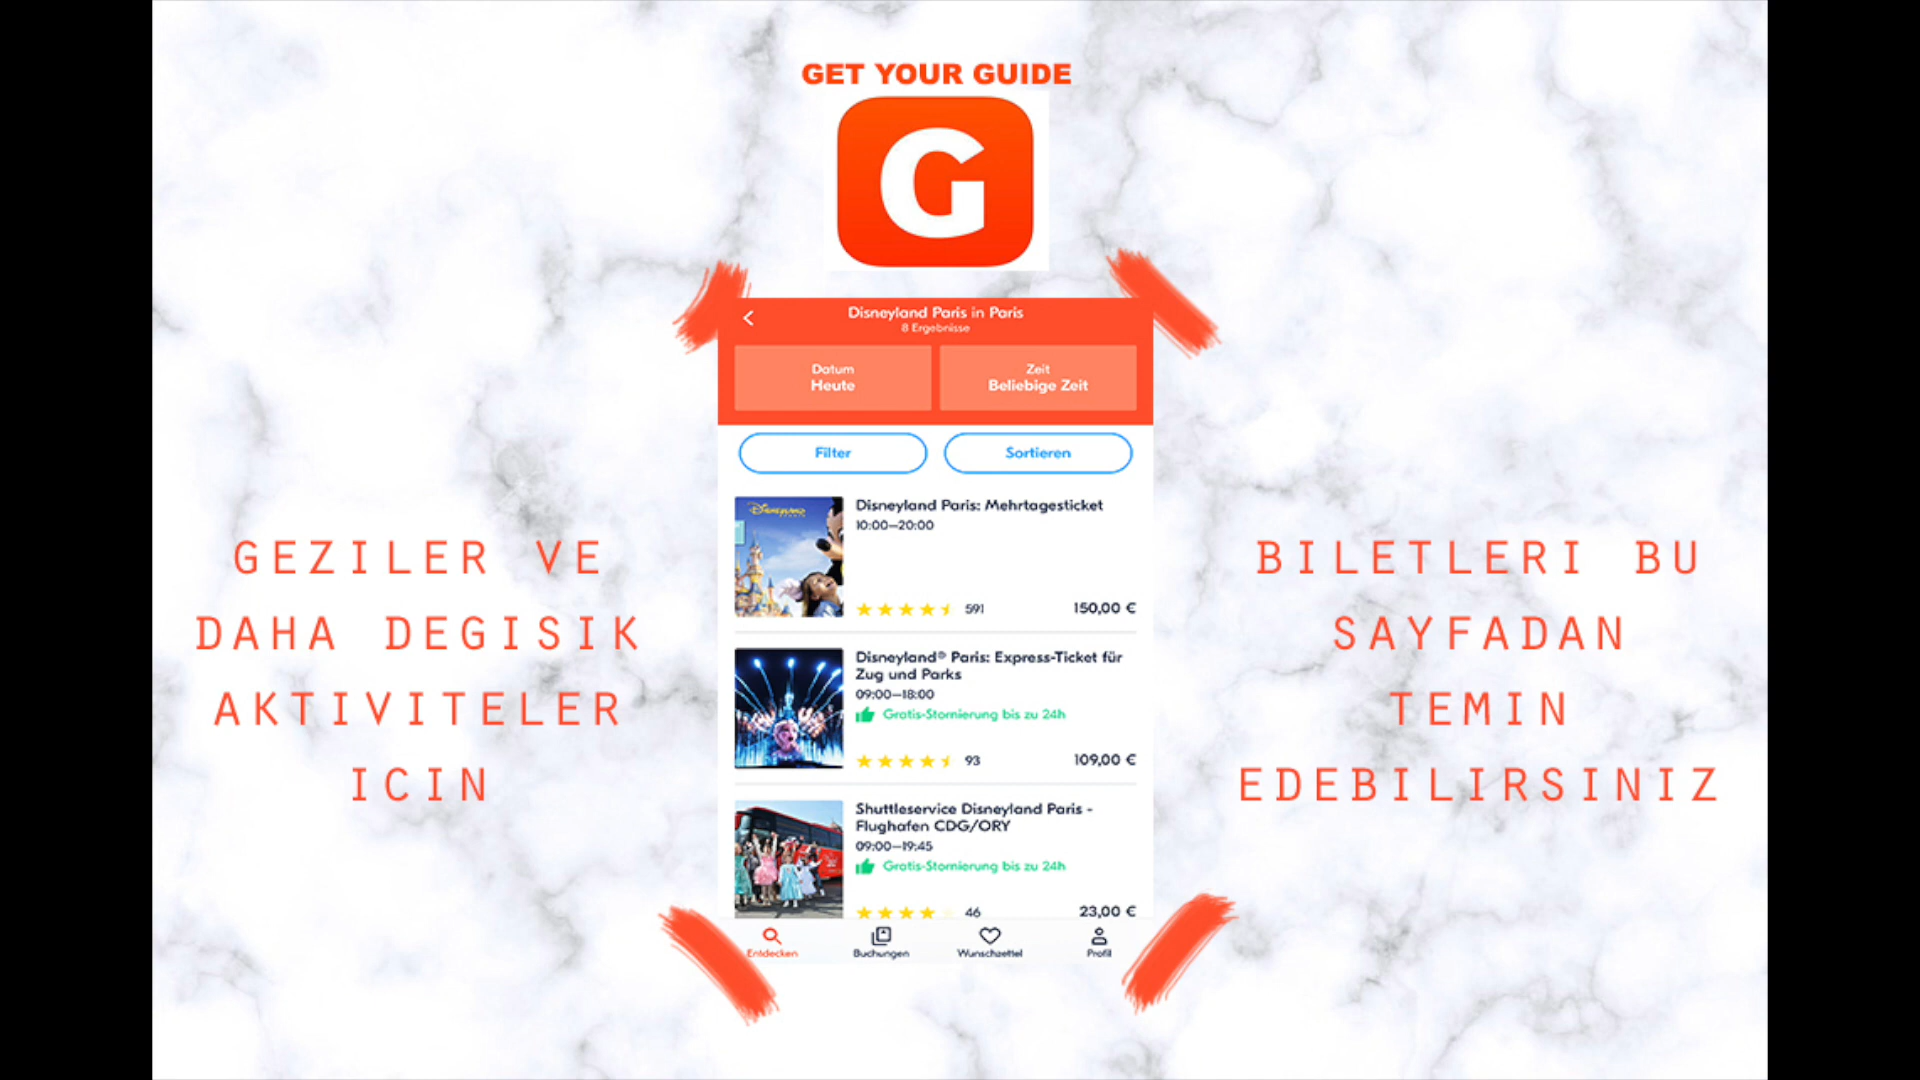 GET YOUR GUIDE
G
Disneyland Paris in Paris
8 Ergebnisse
Datum
Heute
Zeit
Beliebige Zeit
Filter
Sortieren
Disneyland Paris: Mehrtagesticket
10:00–20:00
591
150,00 €
Disneyland® Paris: Express-Ticket für
Zug und Parks
09:00–18:00
Gratis-Stornierung bis zu 24h
93
109,00 €
Shuttleservice Disneyland Paris -
Flughafen CDG/ORY
09:00–19:45
Gratis-Stornierung bis zu 24h
46
23,00 €
Entdecken
Buchungen
Wunschzettel
Profil
GEZILER VE
DAHA DEGISIK
AKTIVITELER
ICIN
BILETLERI BU
SAYFADAN
TEMIN
EDEBILIRSINIZ